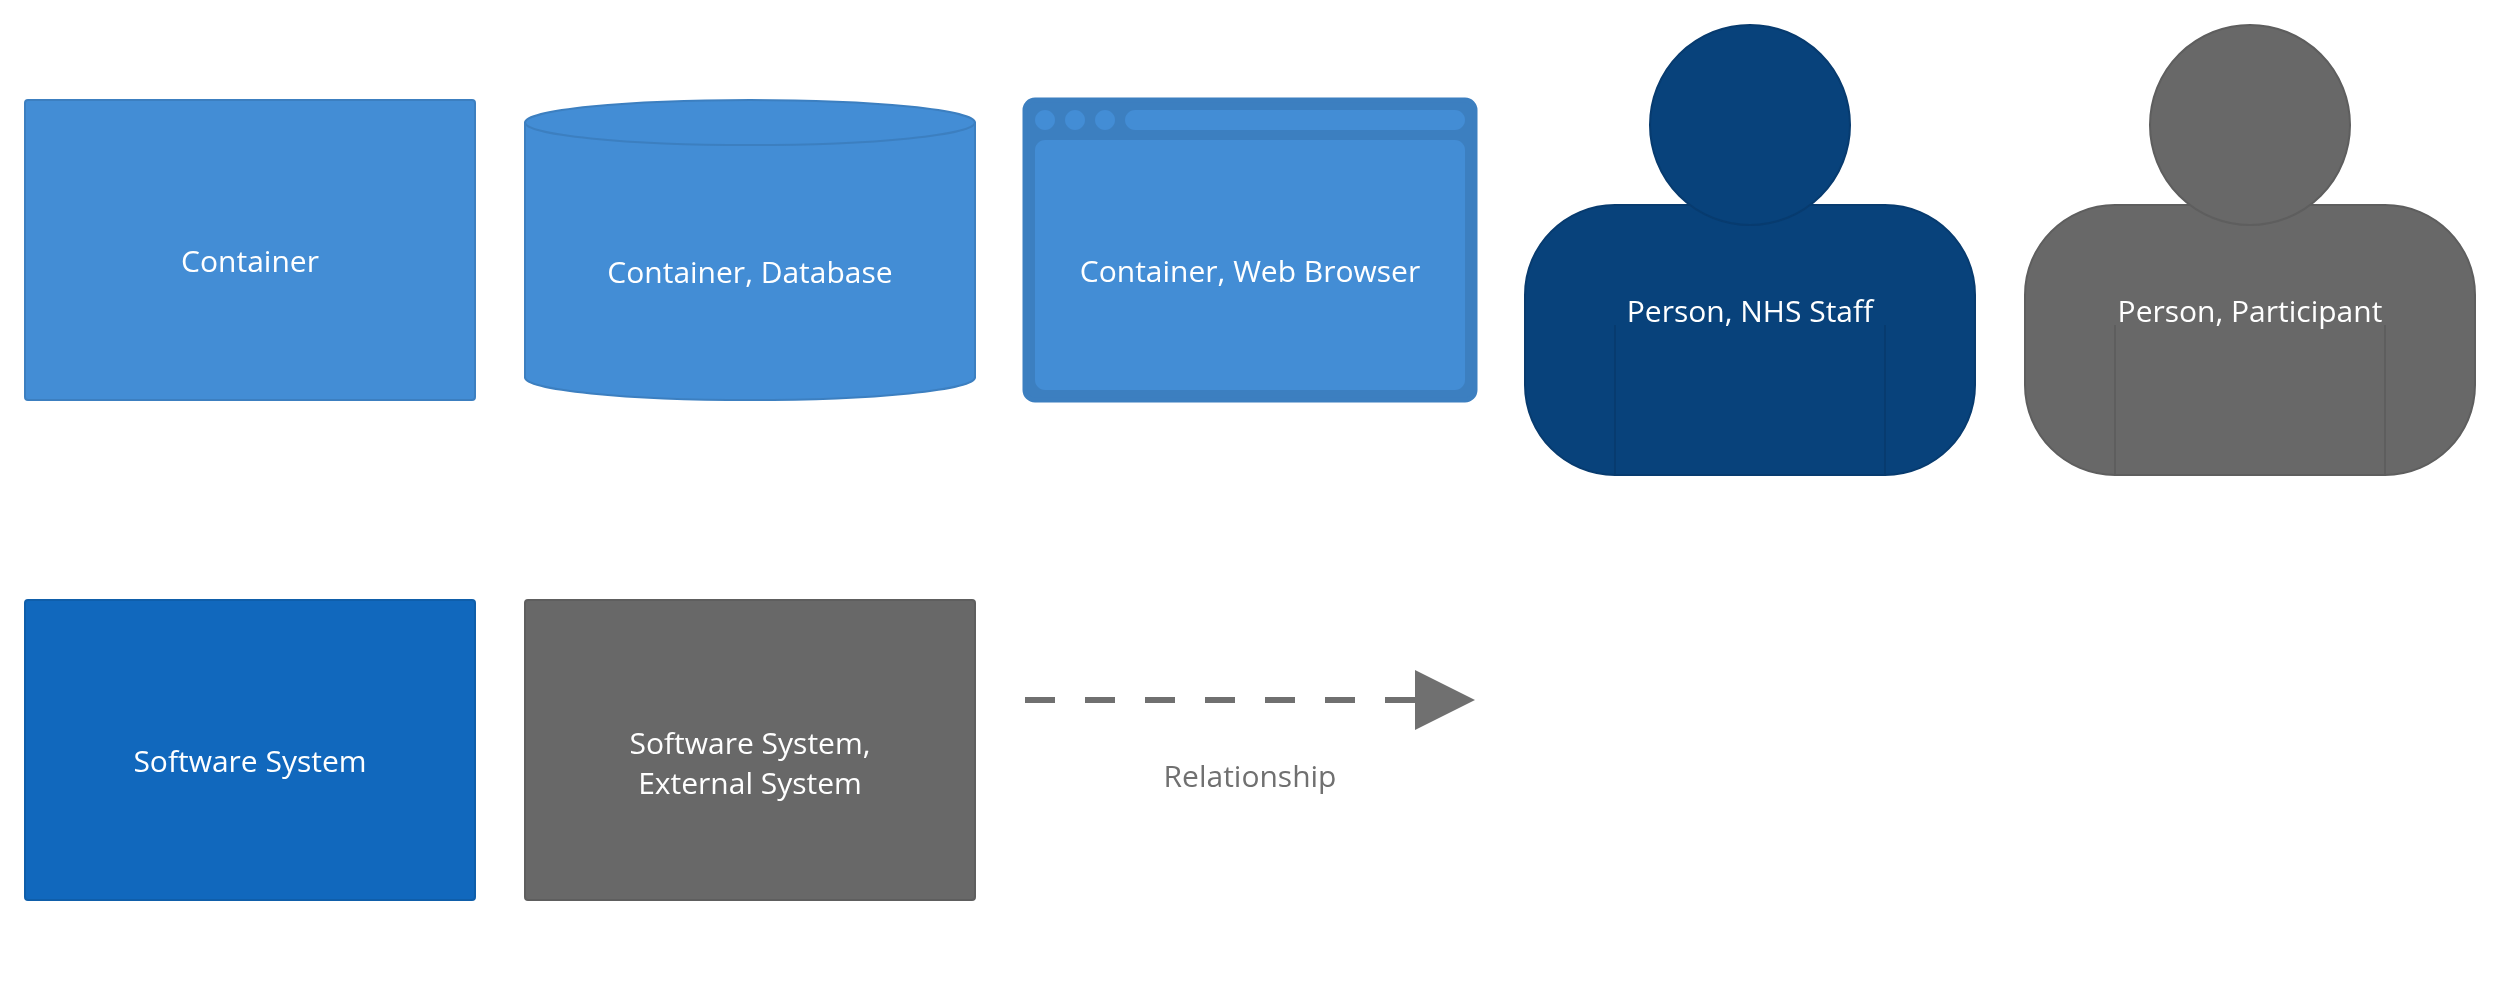 Container
Container, Database
Container, Web Browser
Person, NHS Staff
Person, Participant
Software System
Software System,
External System
Relationship